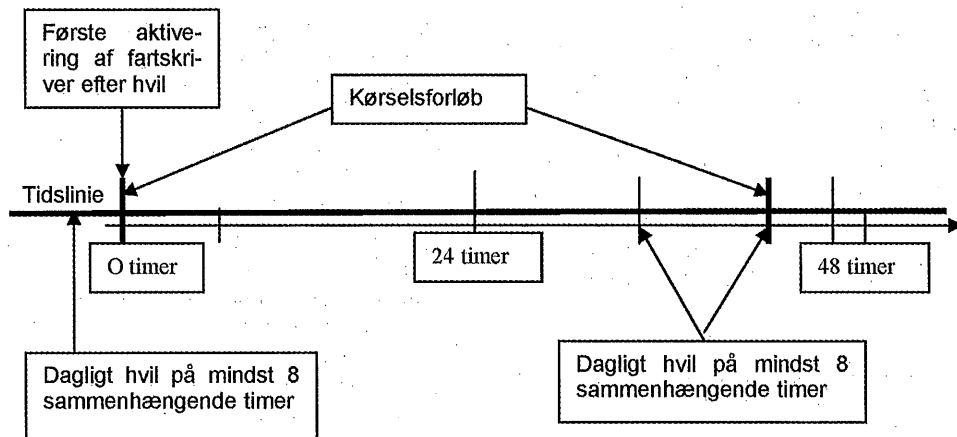 Første aktive-
ring af fartskri-
ver efter hvil
Kørselsforløb
Tidslinie
O timer
24 timer
48 timer
Dagligt hvil på mindst 8
sammenhængende timer
Dagligt hvil på mindst 8
sammenhængende timer